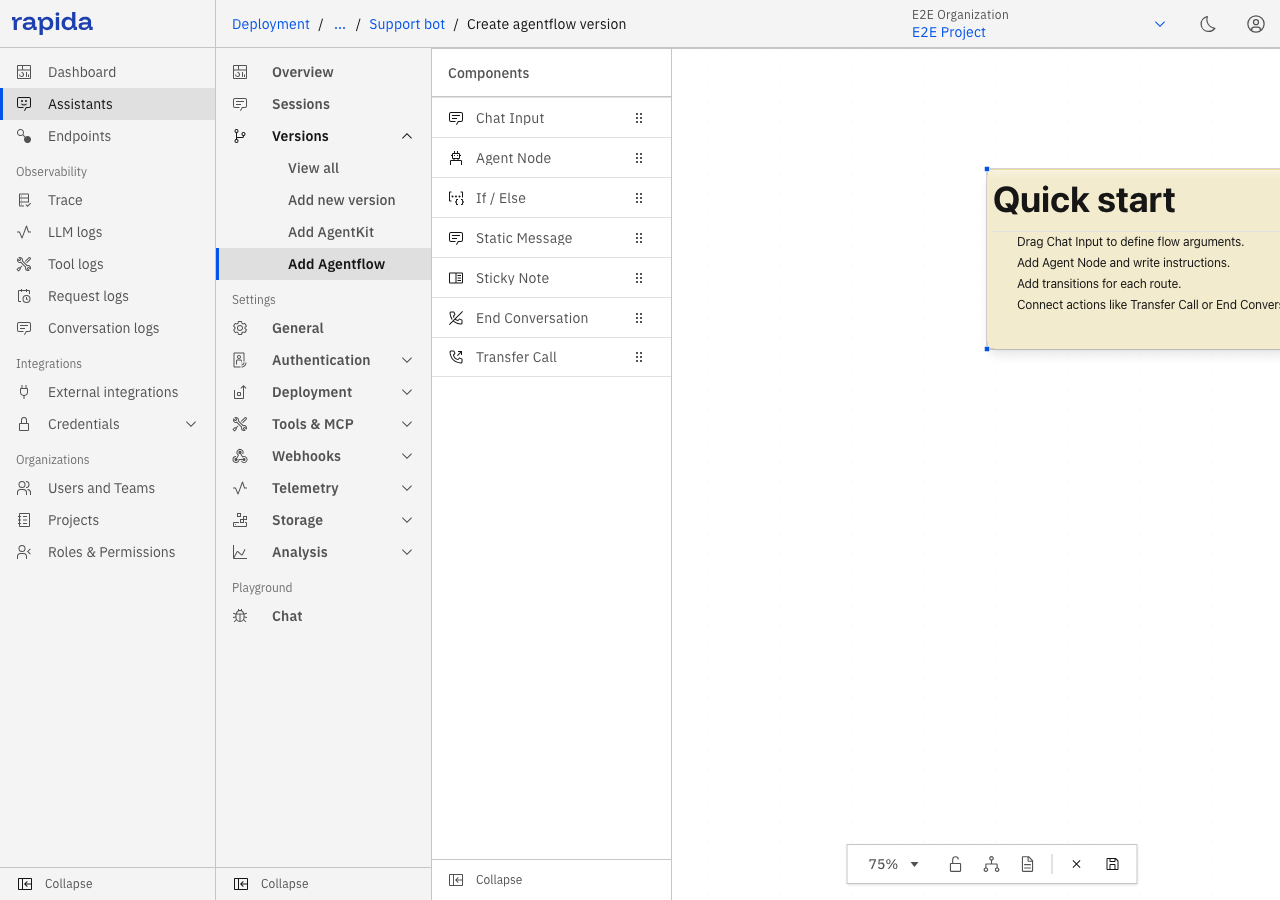 rapida
Deployment / ... / Support bot / Create agentflow version
E2E Organization
E2E Project
Dashboard
Assistants
Endpoints
Observability
Trace
LLM logs
Tool logs
Request logs
Conversation logs
Integrations
External integrations
Credentials
Organizations
Users and Teams
Projects
Roles & Permissions
Collapse
Overview
Sessions
Versions
View all
Add new version
Add AgentKit
Add Agentflow
Settings
General
Authentication
Deployment
Tools & MCP
Webhooks
Telemetry
Storage
Analysis
Playground
Chat
Collapse
Components
Chat Input
Agent Node
If / Else
Static Message
Sticky Note
End Conversation
Transfer Call
Collapse
Quick start
Drag Chat Input to define flow arguments.
Add Agent Node and write instructions.
Add transitions for each route.
Connect actions like Transfer Call or End Convers
75%